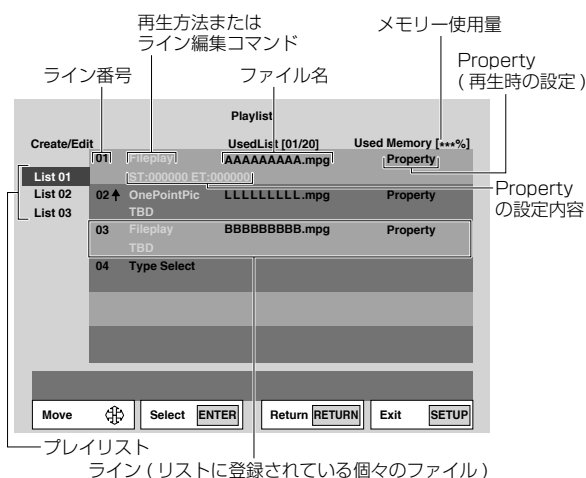 再生方法または
ライン編集コマンド
メモリー使用量
ライン番号
ファイル名
Property
( 再生時の設定 )
Playlist
Create/Edit
UsedList [01/20]
Used Memory [***%]
01 Fileplay AAAAAAAAA.mpg Property
List 01
ST:000000 ET:000000
Property
の設定内容
List 02
02 OnePointPic LLLLLLLLL.mpg Property
List 03
TBD
03 Fileplay BBBBBBBBB.mpg Property
TBD
04 Type Select
Move
Select ENTER
Return RETURN
Exit SETUP
プレイリスト
ライン ( リストに登録されている個々のファイル )